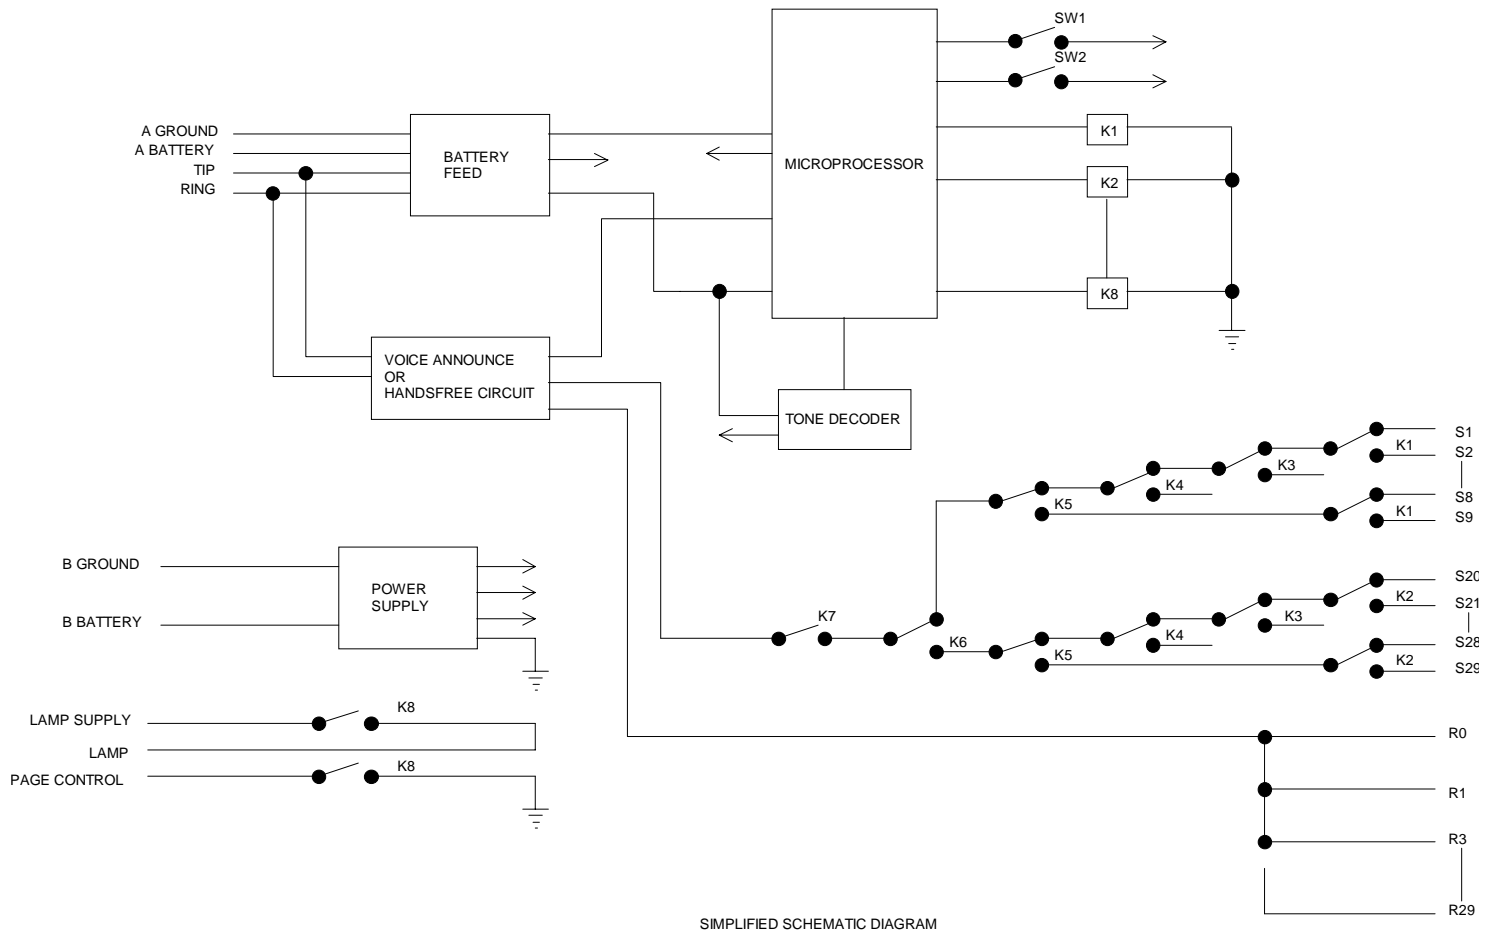 SW1
SW2
A GROUND
A BATTERY
TIP
RING
BATTERY
FEED
MICROPROCESSOR
K1
K2
K8
VOICE ANNOUNCE
OR
HANDSFREE CIRCUIT
TONE DECODER
S1
K1
S2
K3
K4
K5
S8
K1
S9
B GROUND
B BATTERY
POWER
SUPPLY
K7
K6
S20
K2
S21
K3
K4
K5
S28
K2
S29
LAMP SUPPLY
K8
LAMP
PAGE CONTROL
K8
R0
R1
R3
R29
SIMPLIFIED SCHEMATIC DIAGRAM